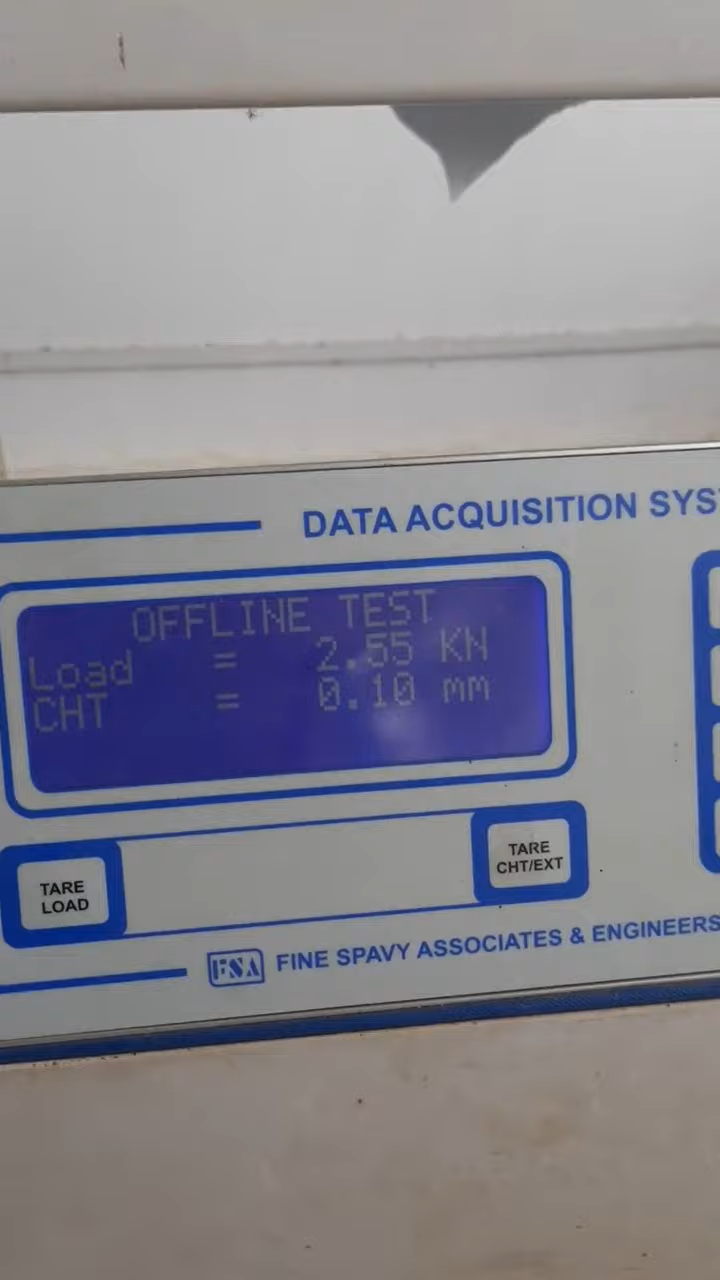 DATA ACQUISITION
OFFLINE TEST
Load = 2.55 KN
CHT = 0.10 mm
TARE
LOAD
TARE
CHT/EXT
FSA FINE SPAVY ASSOCIATES & ENGINEERS